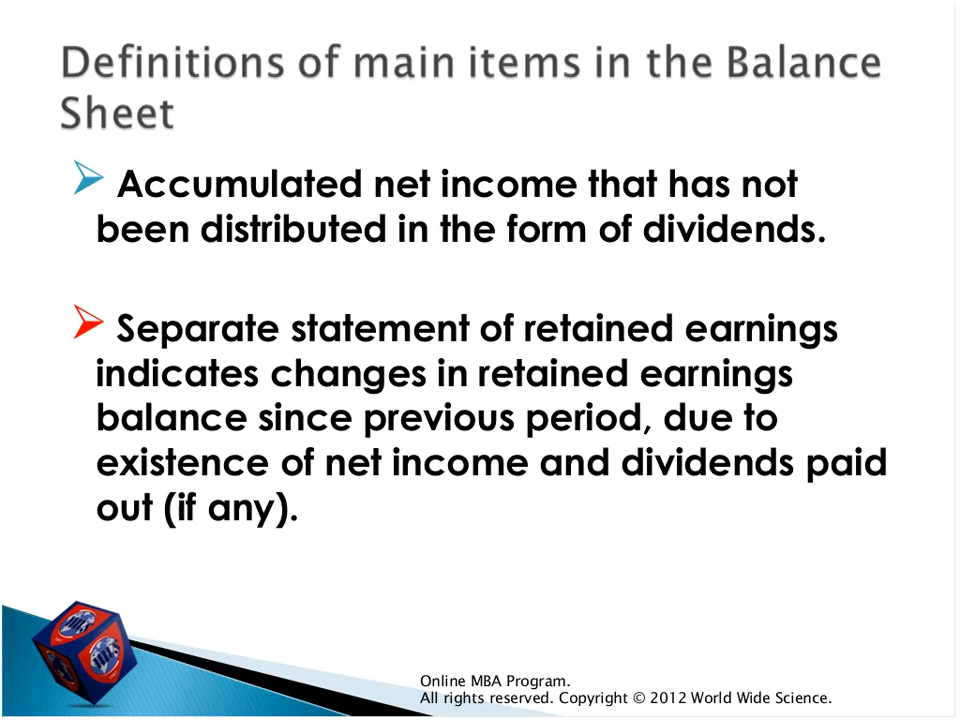 Definitions of main items in the Balance
Sheet
Accumulated net income that has not
been distributed in the form of dividends.
Separate statement of retained earnings
indicates changes in retained earnings
balance since previous period, due to
existence of net income and dividends paid
out (if any).
Online MBA Program.
All rights reserved. Copyright © 2012 World Wide Science.